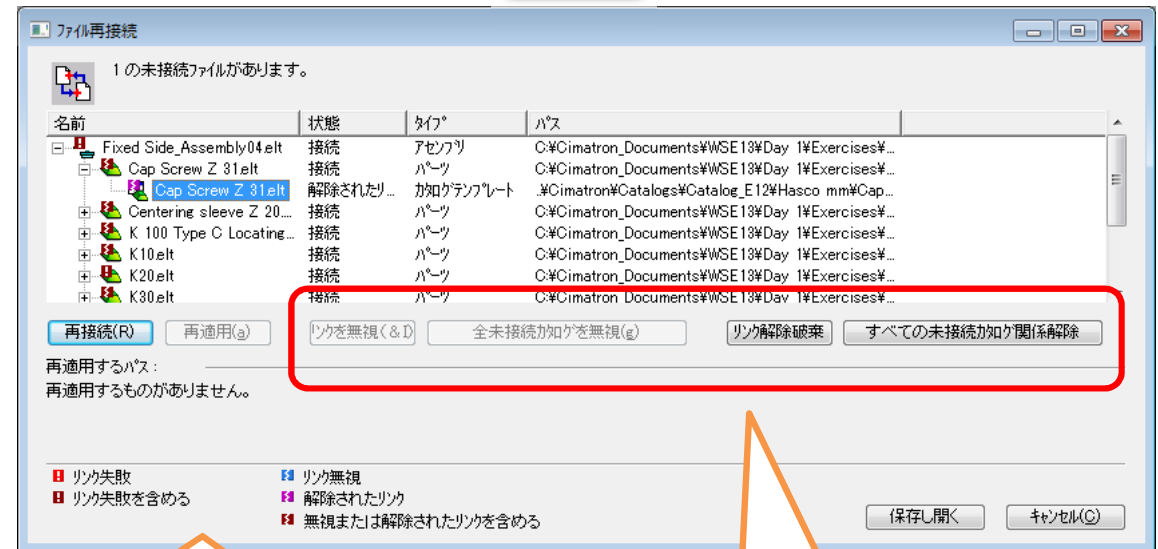 ファイル再接続
1 の未接続ファイルがあります。
名前 状態 タイプ パス
Fixed Side_Assembly04.elt 接続 アセンブリ C:¥Cimatron_Documents¥WSE13¥Day 1¥Exercises¥...
Cap Screw Z 31.elt 接続 パーツ C:¥Cimatron_Documents¥WSE13¥Day 1¥Exercises¥...
Cap Screw Z 31.elt 解除されたリ... カタログテンプレート .¥Cimatron¥Catalogs¥Catalog_E12¥Hasco mm¥Cap...
Centering sleeve Z 20.... 接続 パーツ C:¥Cimatron_Documents¥WSE13¥Day 1¥Exercises¥...
K 100 Type C Locating... 接続 パーツ C:¥Cimatron_Documents¥WSE13¥Day 1¥Exercises¥...
K10.elt 接続 パーツ C:¥Cimatron_Documents¥WSE13¥Day 1¥Exercises¥...
K20.elt 接続 パーツ C:¥Cimatron_Documents¥WSE13¥Day 1¥Exercises¥...
K30.elt 接続 パーツ C:¥Cimatron_Documents¥WSE13¥Day 1¥Exercises¥...
再接続(R) 再適用(a) リンクを無視(&D) 全未接続カタログを無視(g) リンク解除破棄 すべての未接続カタログ関係解除
再適用するパス:
再適用するものがありません。
リンク失敗 リンク無視
リンク失敗を含める 解除されたリンク
無視または解除されたリンクを含める
保存し開く キャンセル(C)